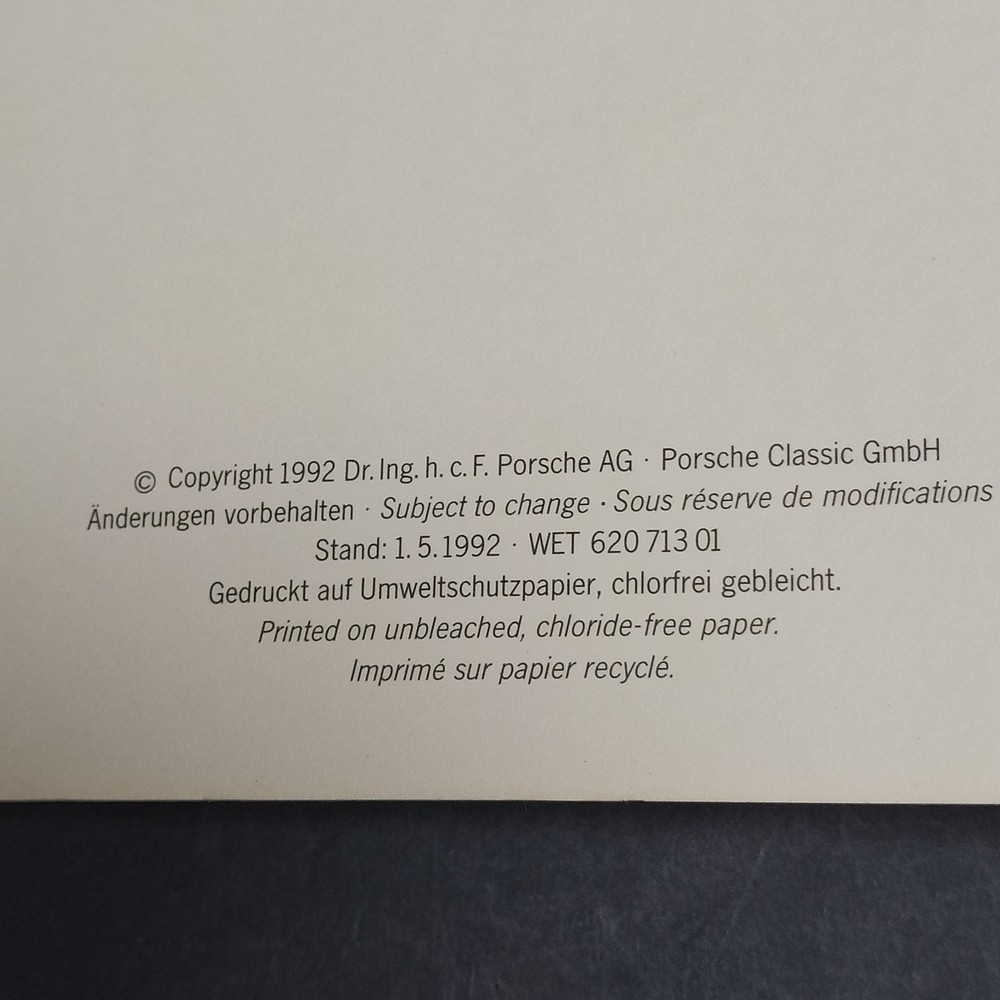 © Copyright 1992 Dr. Ing. h. c. F. Porsche AG · Porsche Classic GmbH
Änderungen vorbehalten · Subject to change · Sous réserve de modifications
Stand: 1. 5. 1992 · WET 620 713 01
Gedruckt auf Umweltschutzpapier, chlorfrei gebleicht.
Printed on unbleached, chloride-free paper.
Imprimé sur papier recyclé.